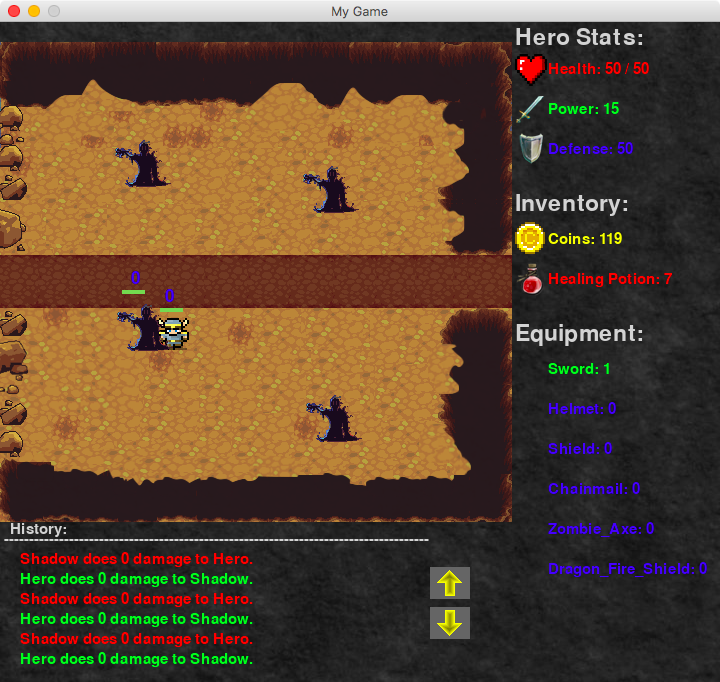 My Game
Hero Stats:
Health: 50 / 50
Power: 15
Defense: 50
Inventory:
Coins: 119
Healing Potion: 7
Equipment:
Sword: 1
Helmet: 0
Shield: 0
Chainmail: 0
Zombie_Axe: 0
Dragon_Fire_Shield: 0
0
0
History:
Shadow does 0 damage to Hero.
Hero does 0 damage to Shadow.
Shadow does 0 damage to Hero.
Hero does 0 damage to Shadow.
Shadow does 0 damage to Hero.
Hero does 0 damage to Shadow.